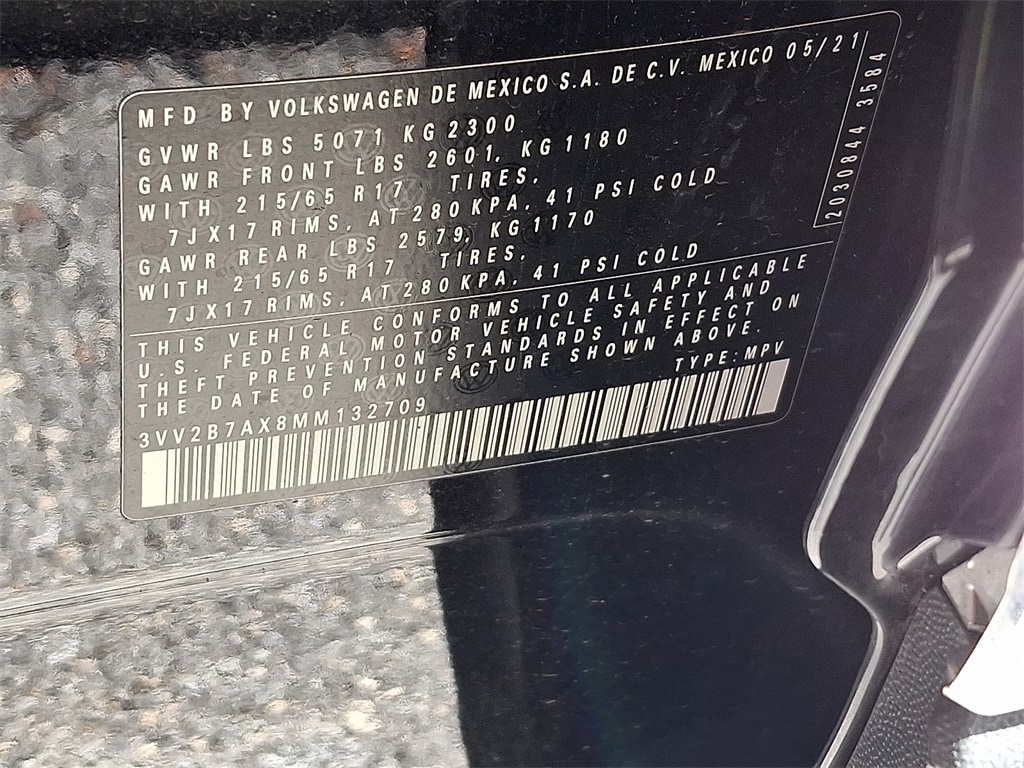 MFD BY VOLKSWAGEN DE MEXICO S.A. DE C.V. MEXICO 05/21
GVWR LBS 5071 KG 2300
GAWR FRONT LBS 2601, KG 1180
WITH 215/65 R17 TIRES,
7JX17 RIMS, AT 280 KPA, 41 PSI COLD
GAWR REAR LBS 2579, KG 1170
WITH 215/65 R17 TIRES,
7JX17 RIMS, AT 280 KPA, 41 PSI COLD
THIS VEHICLE CONFORMS TO ALL APPLICABLE
U.S. FEDERAL MOTOR VEHICLE SAFETY AND
THEFT PREVENTION STANDARDS IN EFFECT ON
THE DATE OF MANUFACTURE SHOWN ABOVE.
TYPE: MPV
3VV2B7AX8MM132709
2030844 3584